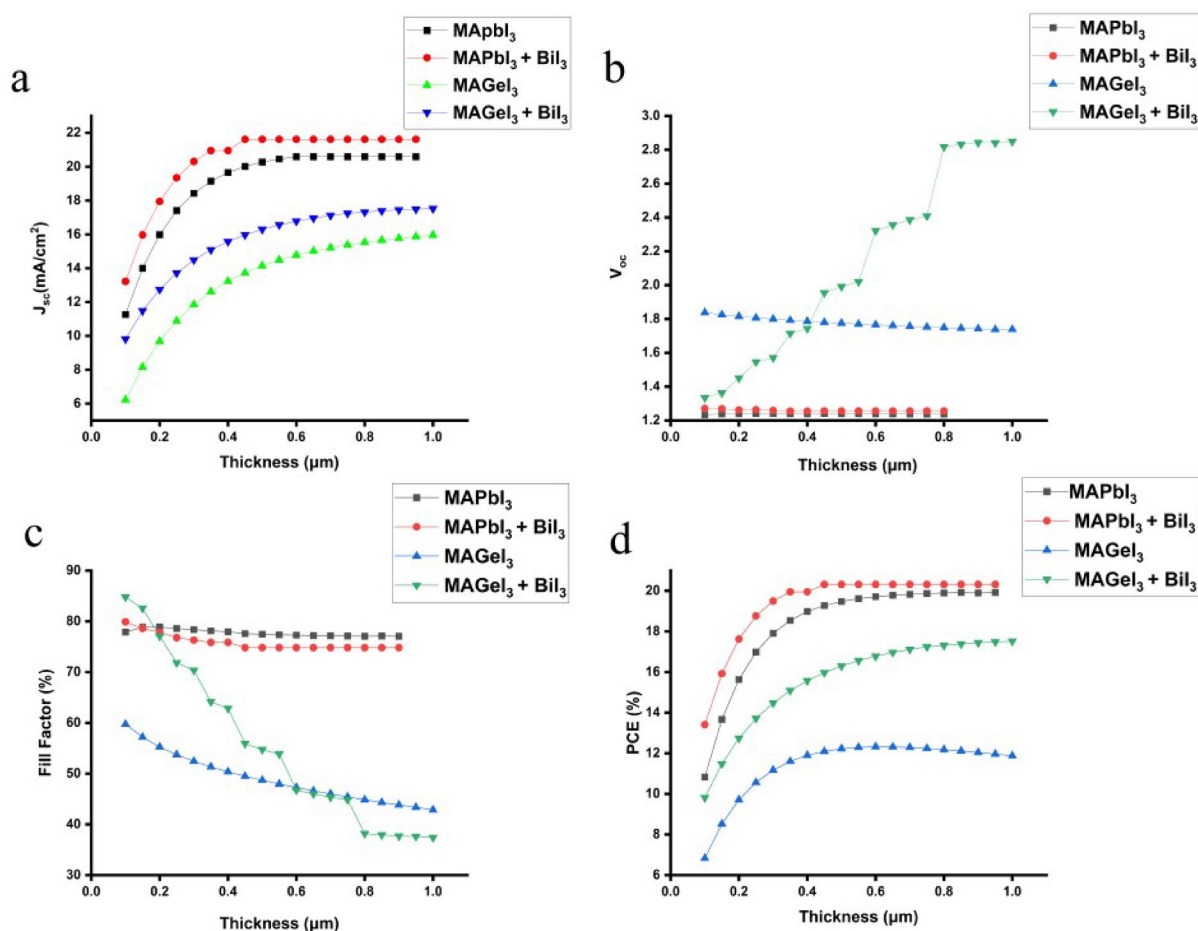 a
MApbI₃
MAPbI₃ + BiI₃
MAGeI₃
MAGeI₃ + BiI₃
22
20
18
16
14
12
10
8
6
J_sc(mA/cm²)
0.0 0.2 0.4 0.6 0.8 1.0
Thickness (µm)
b
MAPbI₃
MAPbI₃ + BiI₃
MAGeI₃
MAGeI₃ + BiI₃
3.0
2.8
2.6
2.4
2.2
2.0
1.8
1.6
1.4
1.2
V_oc
0.0 0.2 0.4 0.6 0.8 1.0
Thickness (µm)
c
MAPbI₃
MAPbI₃ + BiI₃
MAGeI₃
MAGeI₃ + BiI₃
90
80
70
60
50
40
30
Fill Factor (%)
0.0 0.2 0.4 0.6 0.8 1.0
Thickness (µm)
d
MAPbI₃
MAPbI₃ + BiI₃
MAGeI₃
MAGeI₃ + BiI₃
20
18
16
14
12
10
8
6
PCE (%)
0.0 0.2 0.4 0.6 0.8 1.0
Thickness (µm)